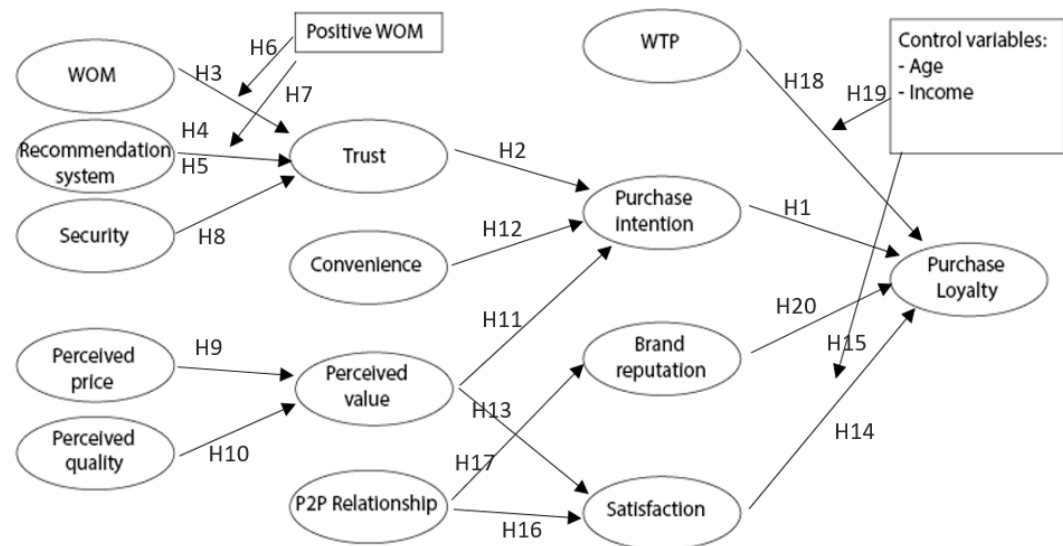 Positive WOM
H6
WOM
H3
H7
WTP
Control variables:
- Age
- Income
H18
H19
Recommendation
system
H4
H5
Trust
H2
Security
H8
Purchase
intention
H1
H12
Convenience
Purchase
Loyalty
H11
H20
H15
Perceived
price
H9
Perceived
value
Brand
reputation
H13
H14
Perceived
quality
H10
H17
P2P Relationship
H16
Satisfaction